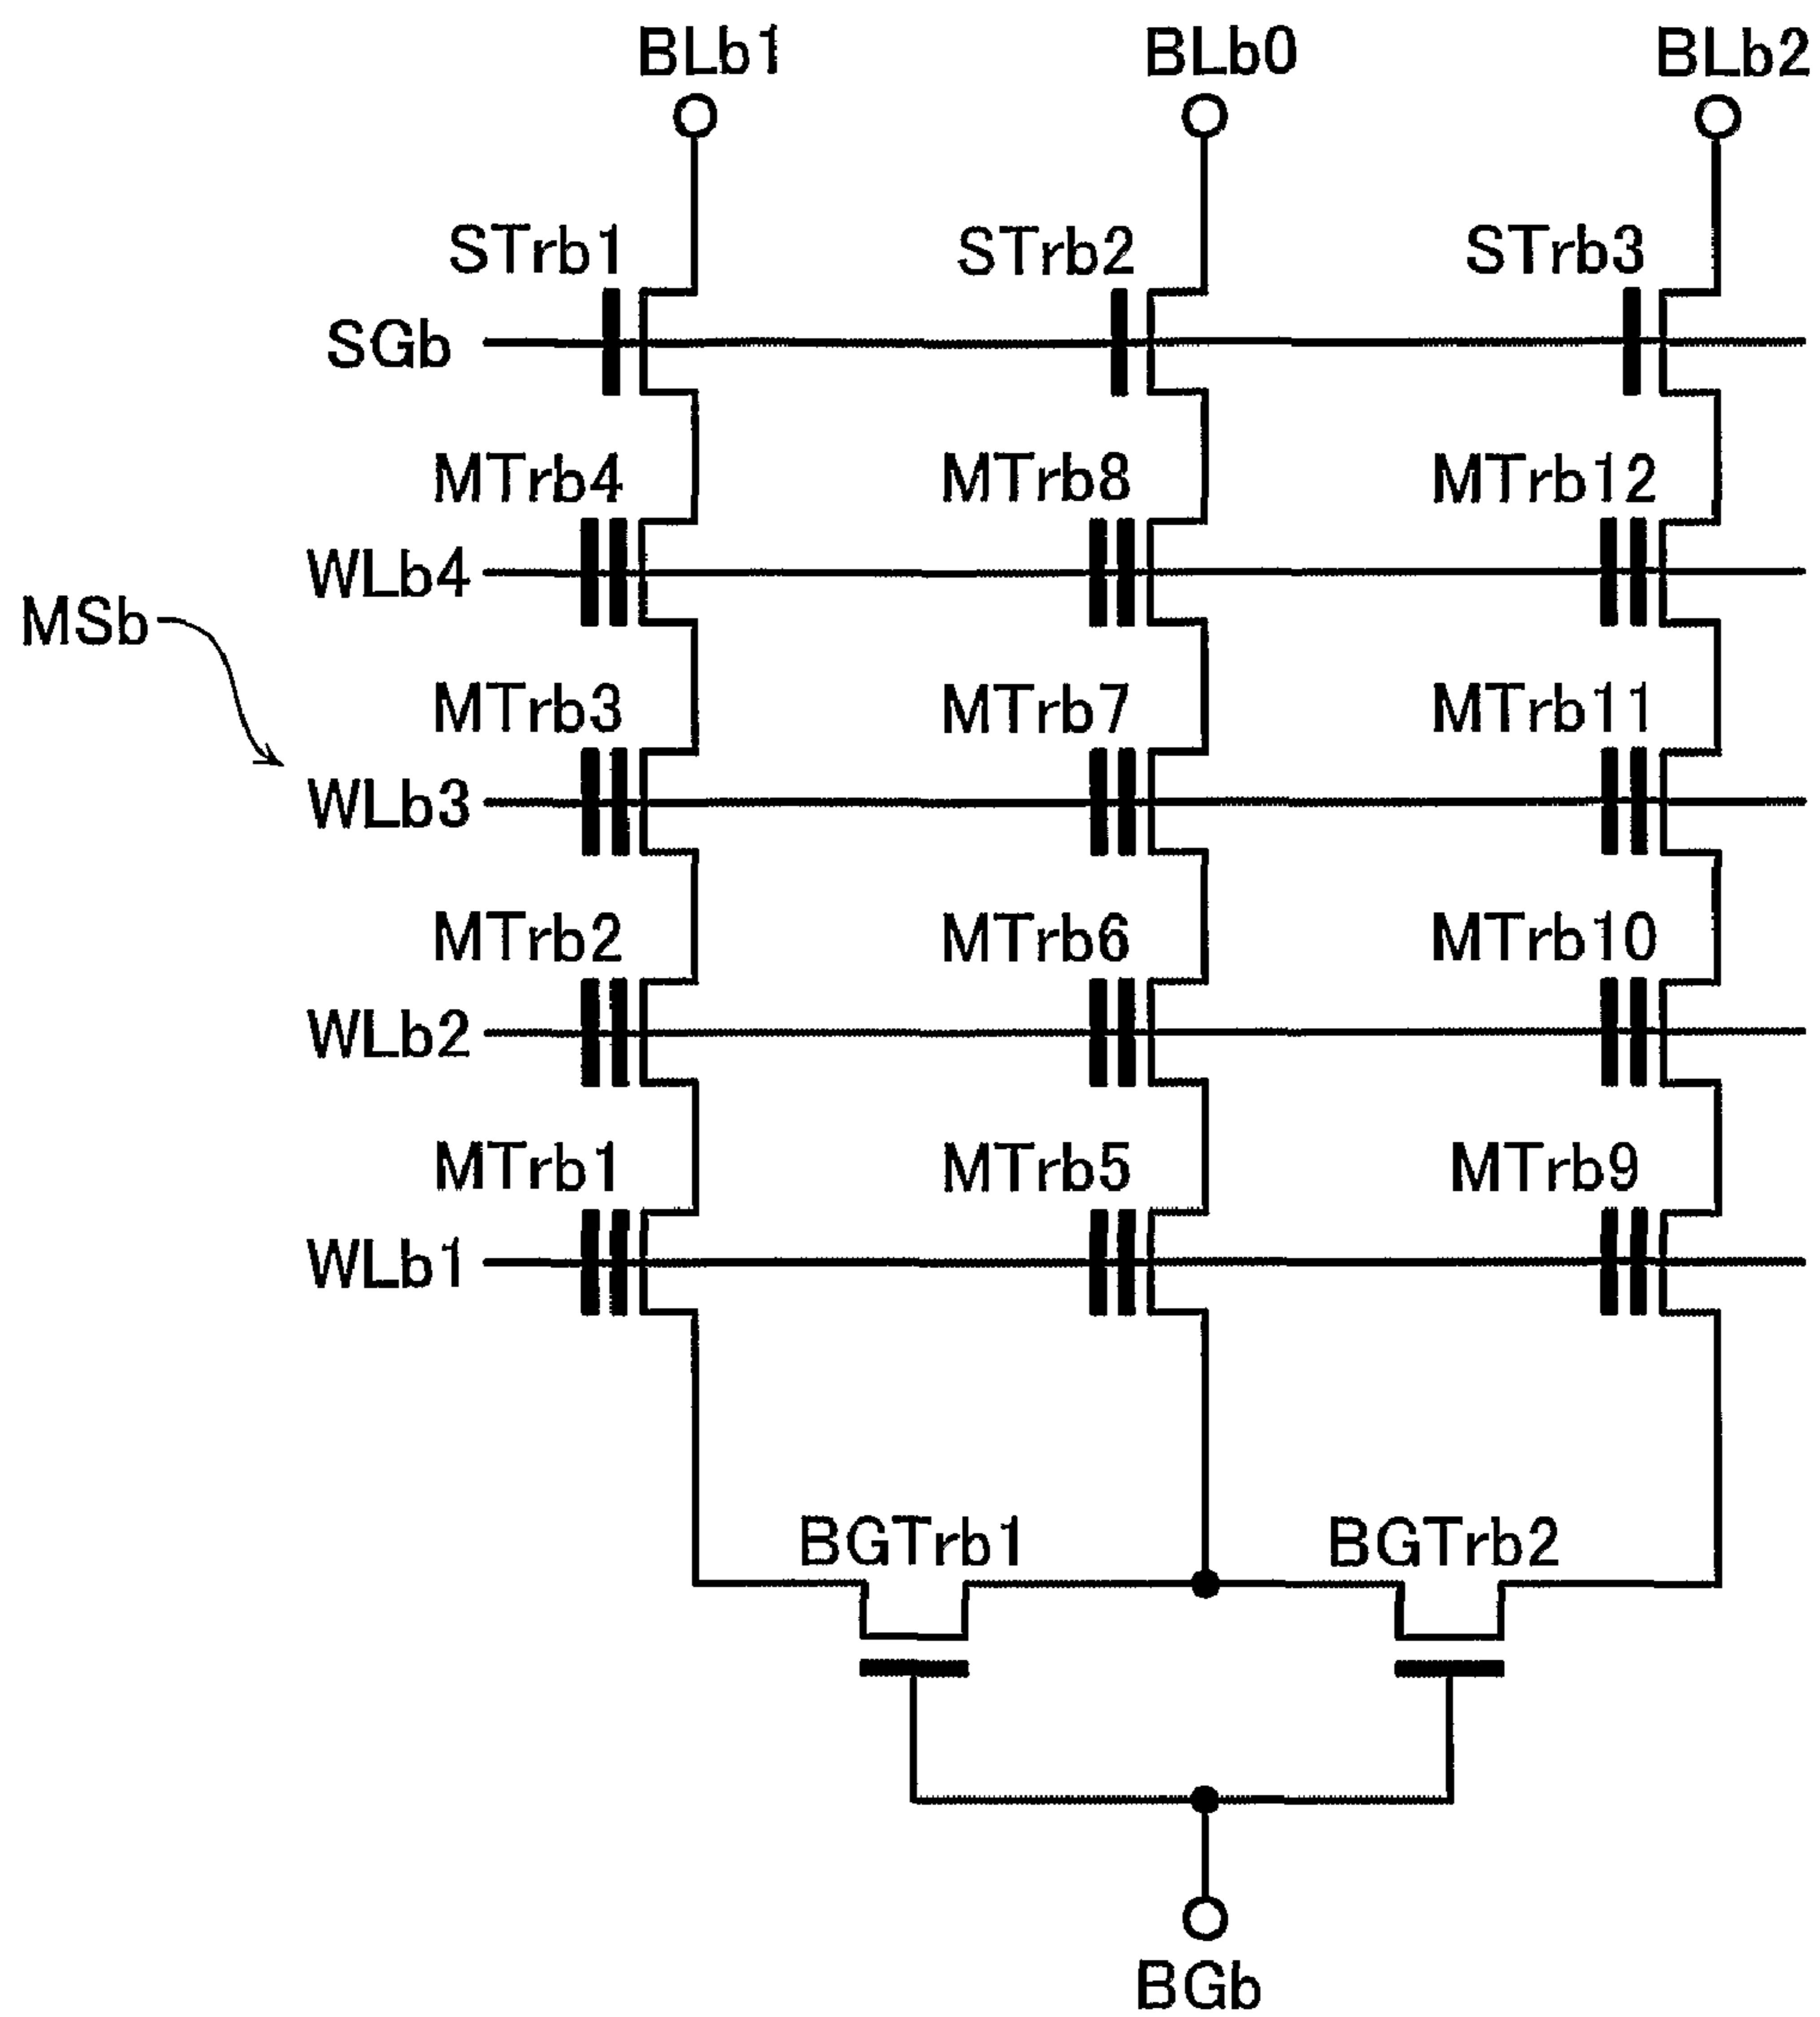 BLb1 BLb0 BLb2
STrb1 STrb2 STrb3
SGb
MTrb4 MTrb8 MTrb12
WLb4
MSb
MTrb3 MTrb7 MTrb11
WLb3
MTrb2 MTrb6 MTrb10
WLb2
MTrb1 MTrb5 MTrb9
WLb1
BGTrb1 BGTrb2
BGb